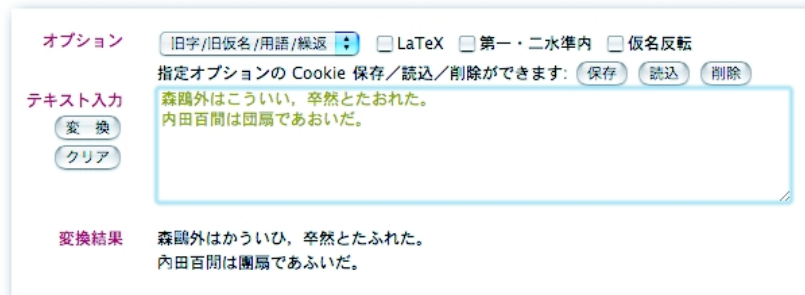 オプション 旧字/旧仮名/用語/繰返 LaTeX 第一・二水準内 仮名反転
指定オプションの Cookie 保存／読込／削除ができます: 保存 読込 削除
テキスト入力
変 換
クリア
森鴎外はこういい，卒然とたおれた。
内田百間は団扇であおいだ。
変換結果
森鷗外はかういひ，卒然とたふれた。
內田百閒は團扇であふいだ。